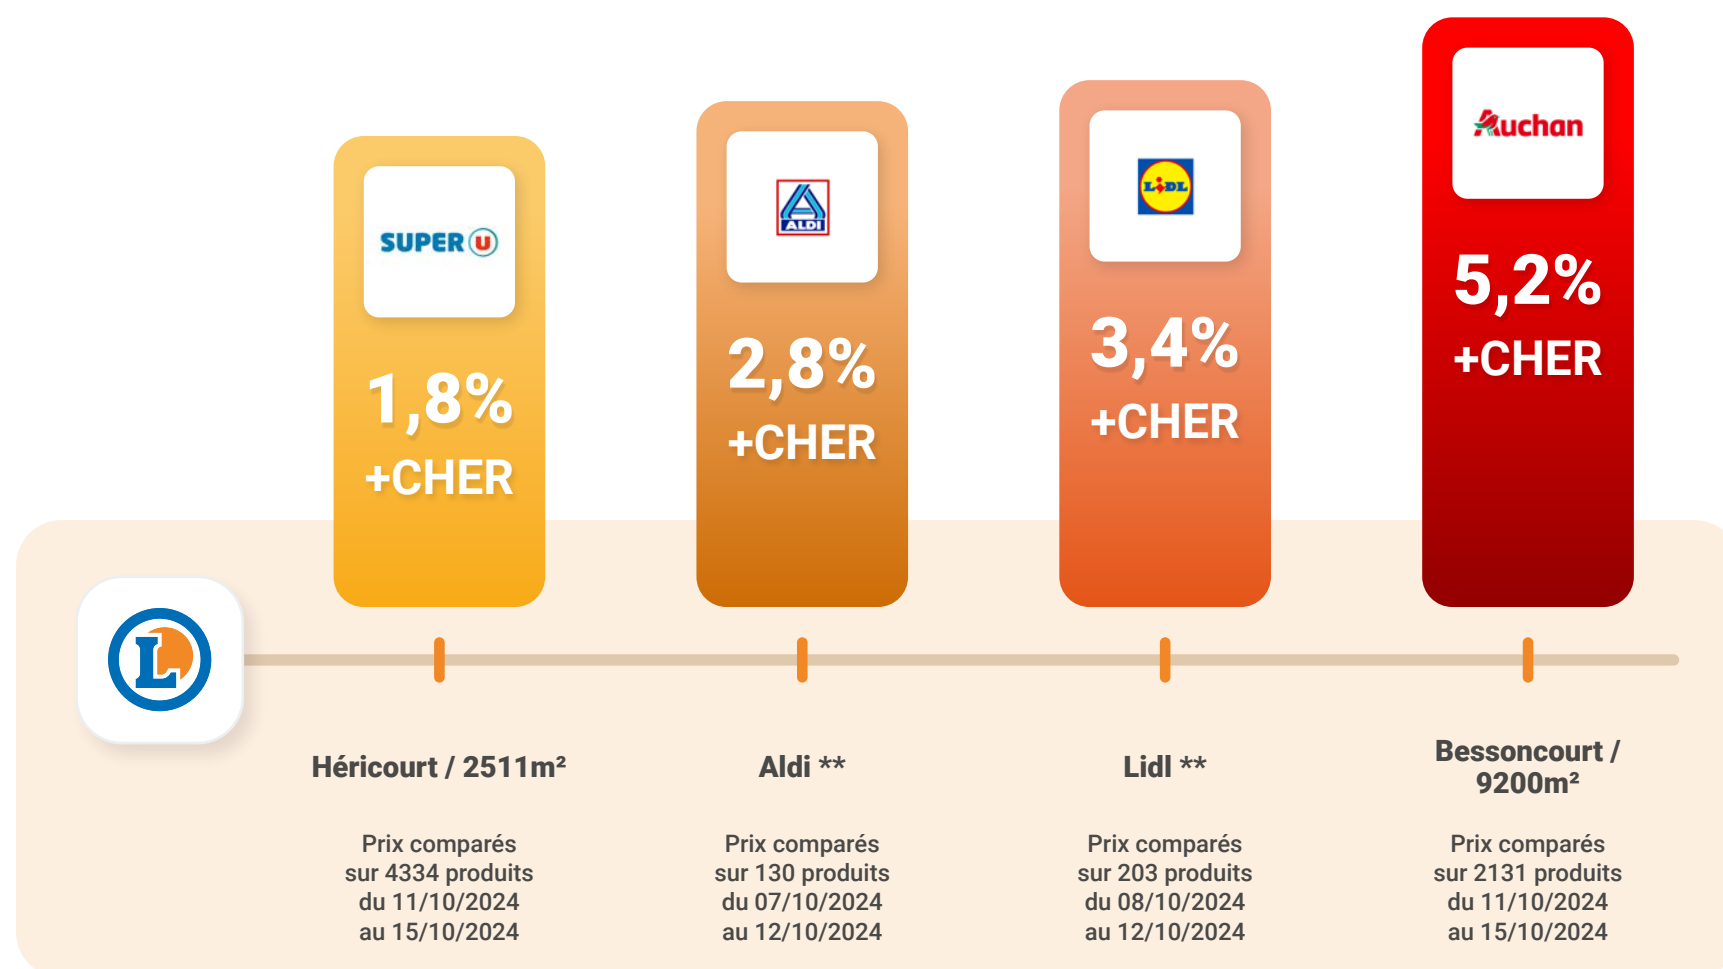 SUPER U
1,8%
+CHER
ALDI
2,8%
+CHER
LIDL
3,4%
+CHER
Auchan
5,2%
+CHER
L
Héricourt / 2511m²
Prix comparés
sur 4334 produits
du 11/10/2024
au 15/10/2024
Aldi **
Prix comparés
sur 130 produits
du 07/10/2024
au 12/10/2024
Lidl **
Prix comparés
sur 203 produits
du 08/10/2024
au 12/10/2024
Bessoncourt /
9200m²
Prix comparés
sur 2131 produits
du 11/10/2024
au 15/10/2024